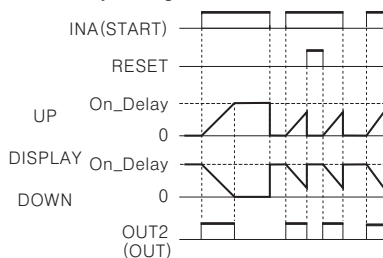 INA(START)
RESET
On_Delay
UP
0
DISPLAY On_Delay
DOWN
0
OUT2
(OUT)